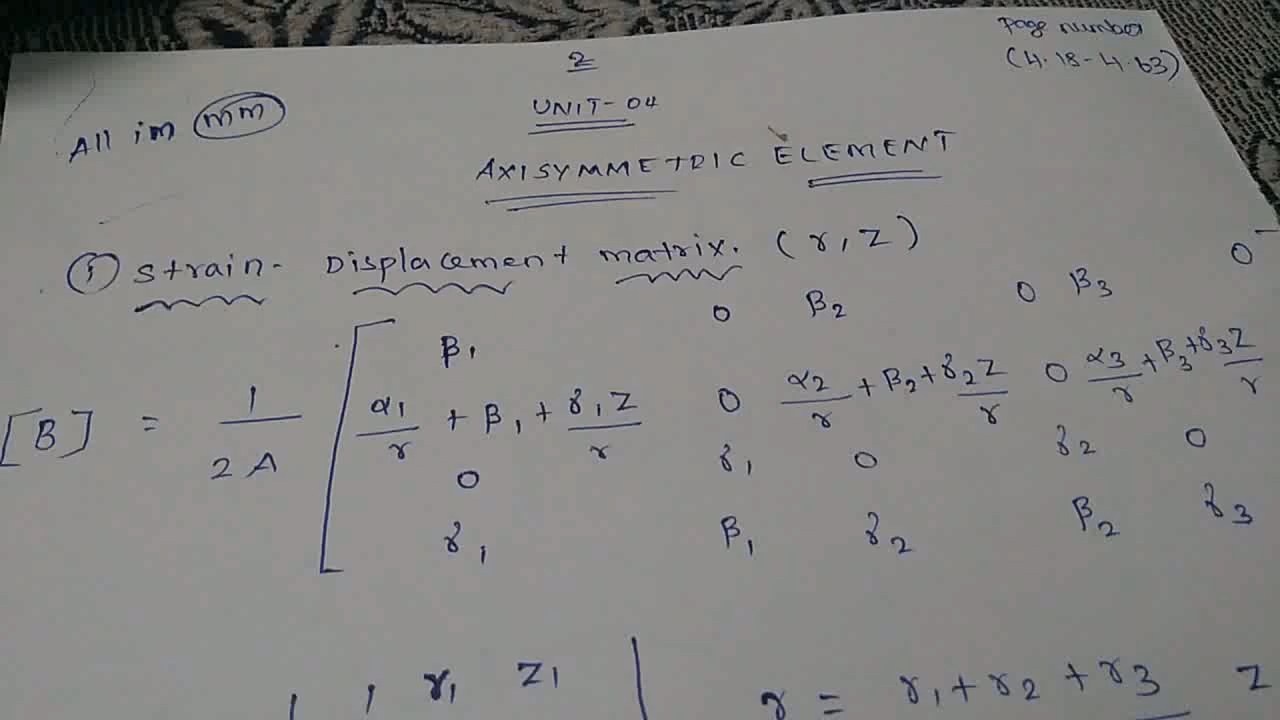 Page number
(4.18-4.63)
2
All im mm
UNIT-04
AXISYMMETRIC ELEMENT
① Strain- Displacement matrix. (r, z)
[B] = 1/2A [
β1 0 β2 0 β3 0
α1/r + β1 + γ1z/r 0 α2/r + β2 + γ2z/r 0 α3/r + β3 + γ3z/r
0 γ1 0 γ2 0
γ1 β1 γ2 β2 γ3
1 r1 z1 | r = r1 + r2 + r3 z